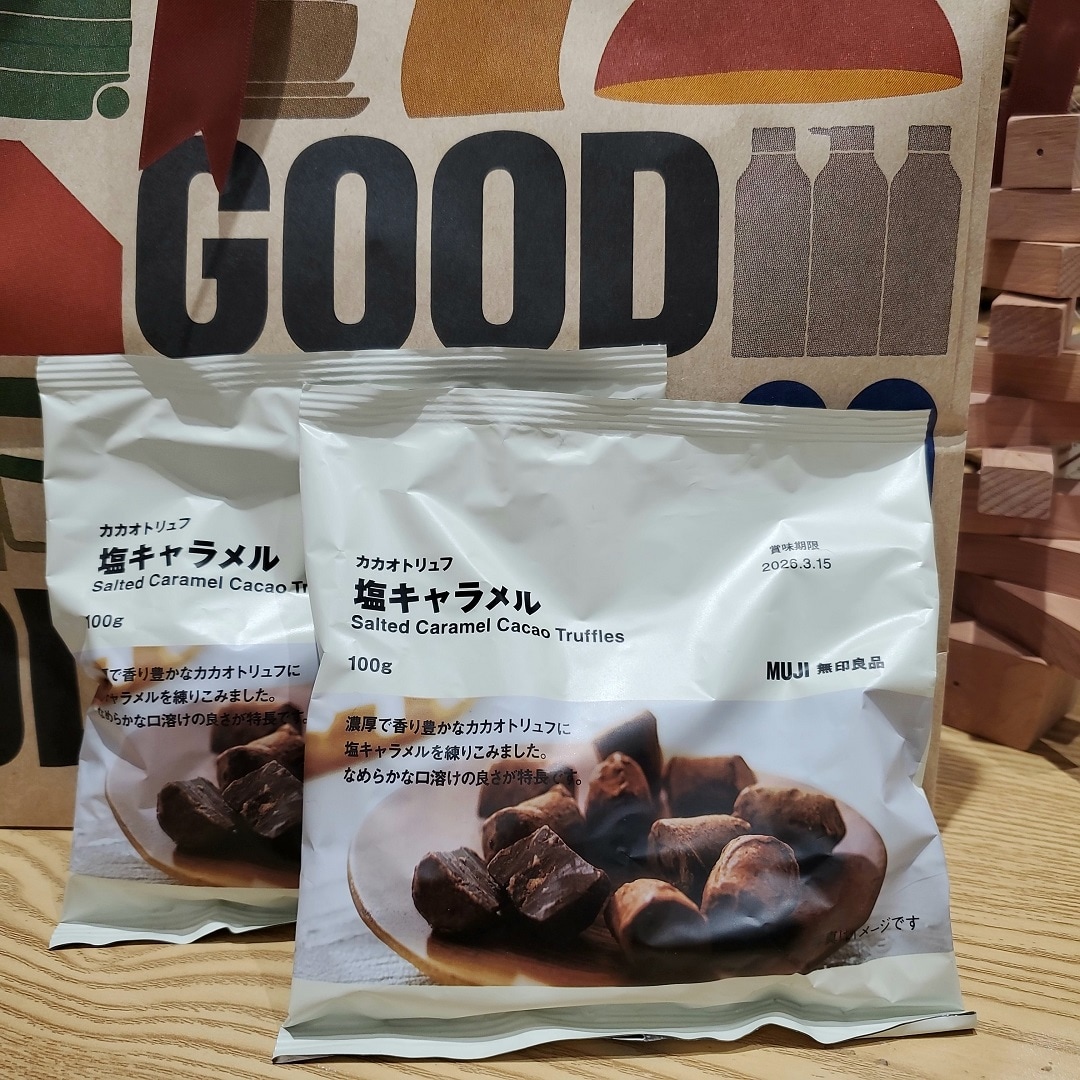 GOOD
カカオトリュフ
塩キャラメル
Salted Caramel Cacao Tr
100g
で香り豊かなカカオトリュフに
キャラメルを練りこみました。
なめらかな口溶けの良さが特長です。
カカオトリュフ
塩キャラメル
Salted Caramel Cacao Truffles
100g
賞味期限
2026.3.15
MUJI 無印良品
濃厚で香り豊かなカカオトリュフに
塩キャラメルを練りこみました。
なめらかな口溶けの良さが特長です。
イメージです